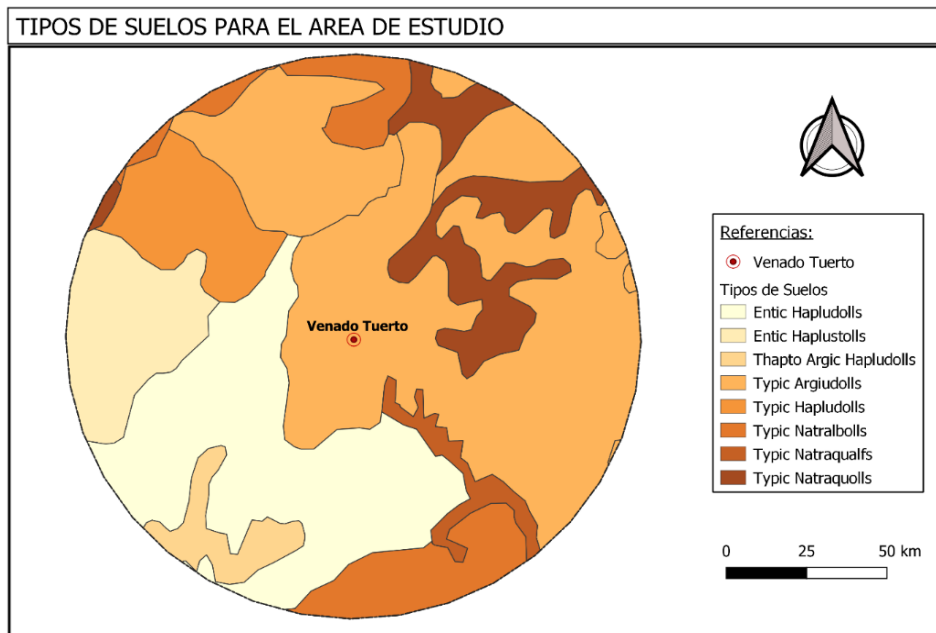 TIPOS DE SUELOS PARA EL AREA DE ESTUDIO
Venado Tuerto
Referencias:
Venado Tuerto
Tipos de Suelos
Entic Hapludolls
Entic Haplustolls
Thapto Argic Hapludolls
Typic Argiudolls
Typic Hapludolls
Typic Natralbolls
Typic Natraqualfs
Typic Natraquolls
0 25 50 km